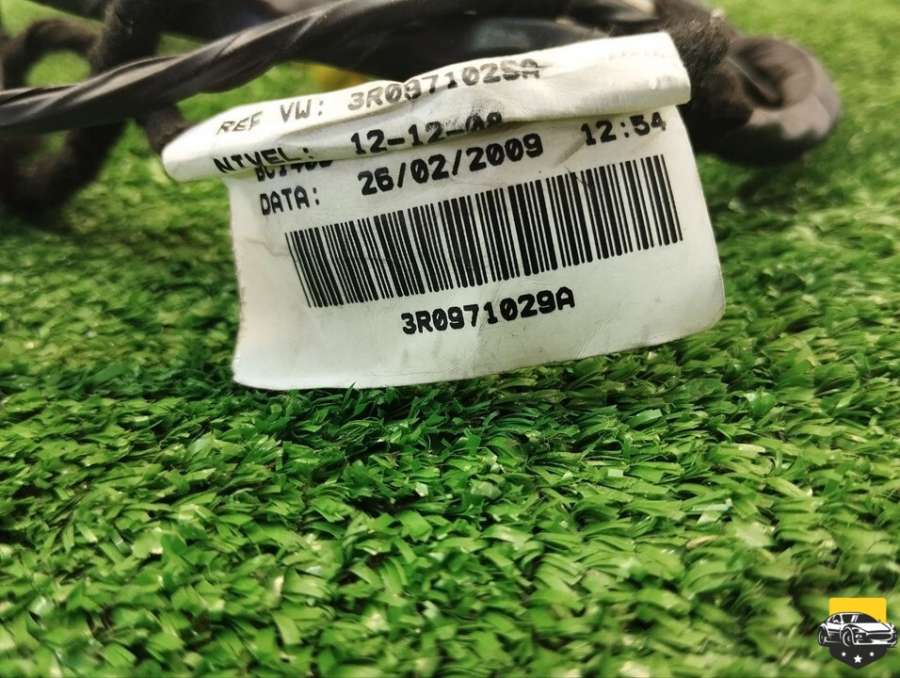 REF VW: 3R0971029A
NIVEL: 12-12-08
DATA: 26/02/2009 12:54
3R0971029A